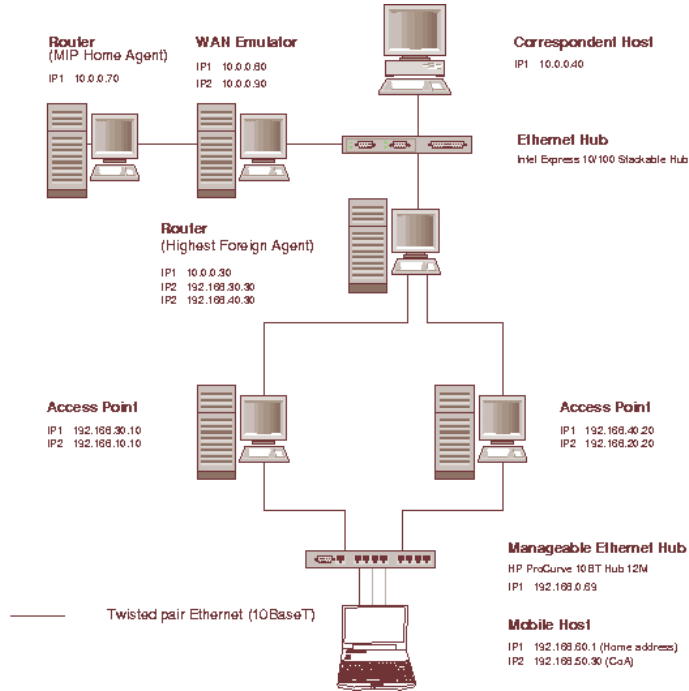 Router
(MIP Home Agent)
IP1 10.0.0.70
WAN Emulator
IP1 10.0.0.80
IP2 10.0.0.90
Correspondent Host
IP1 10.0.0.40
Ethernet Hub
Intel Express 10/100 Stackable Hub
Router
(Highest Foreign Agent)
IP1 10.0.0.30
IP2 192.168.30.30
IP2 192.168.40.30
Access Point
IP1 192.168.30.10
IP2 192.168.10.10
Access Point
IP1 192.168.40.20
IP2 192.168.20.20
Manageable Ethernet Hub
HP ProCurve 10BT Hub 12M
IP1 192.168.0.69
Twisted pair Ethernet (10BaseT)
Mobile Host
IP1 192.168.60.1 (Home address)
IP2 192.168.50.30 (CoA)